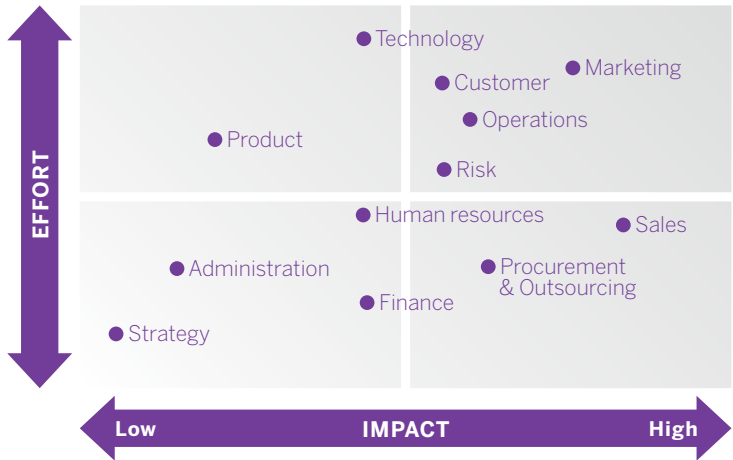 EFFORT
Technology
Marketing
Customer
Operations
Product
Risk
Human resources
Sales
Administration
Procurement
& Outsourcing
Finance
Strategy
Low
IMPACT
High